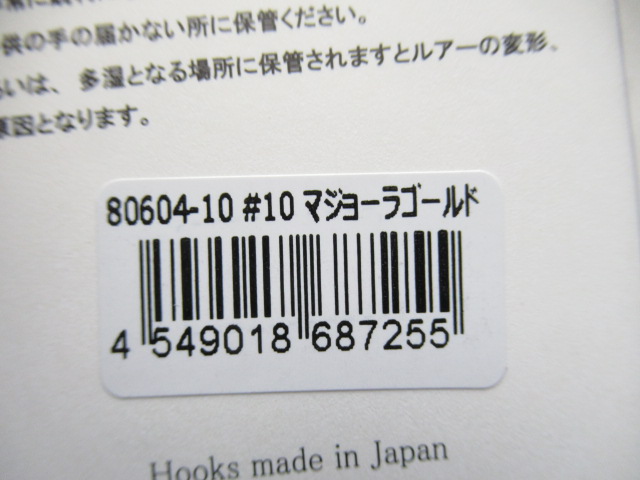 供の手の届かない所に保管ください。
いは、多湿となる場所に保管されますとルアーの変形。
原因となります。
80604-10 #10 マジョーラゴールド
4 549018 687255
Hooks made in Japan